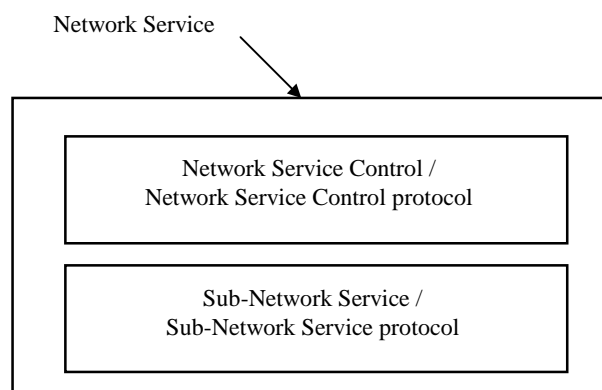 Network Service
Network Service Control /
Network Service Control protocol
Sub-Network Service /
Sub-Network Service protocol